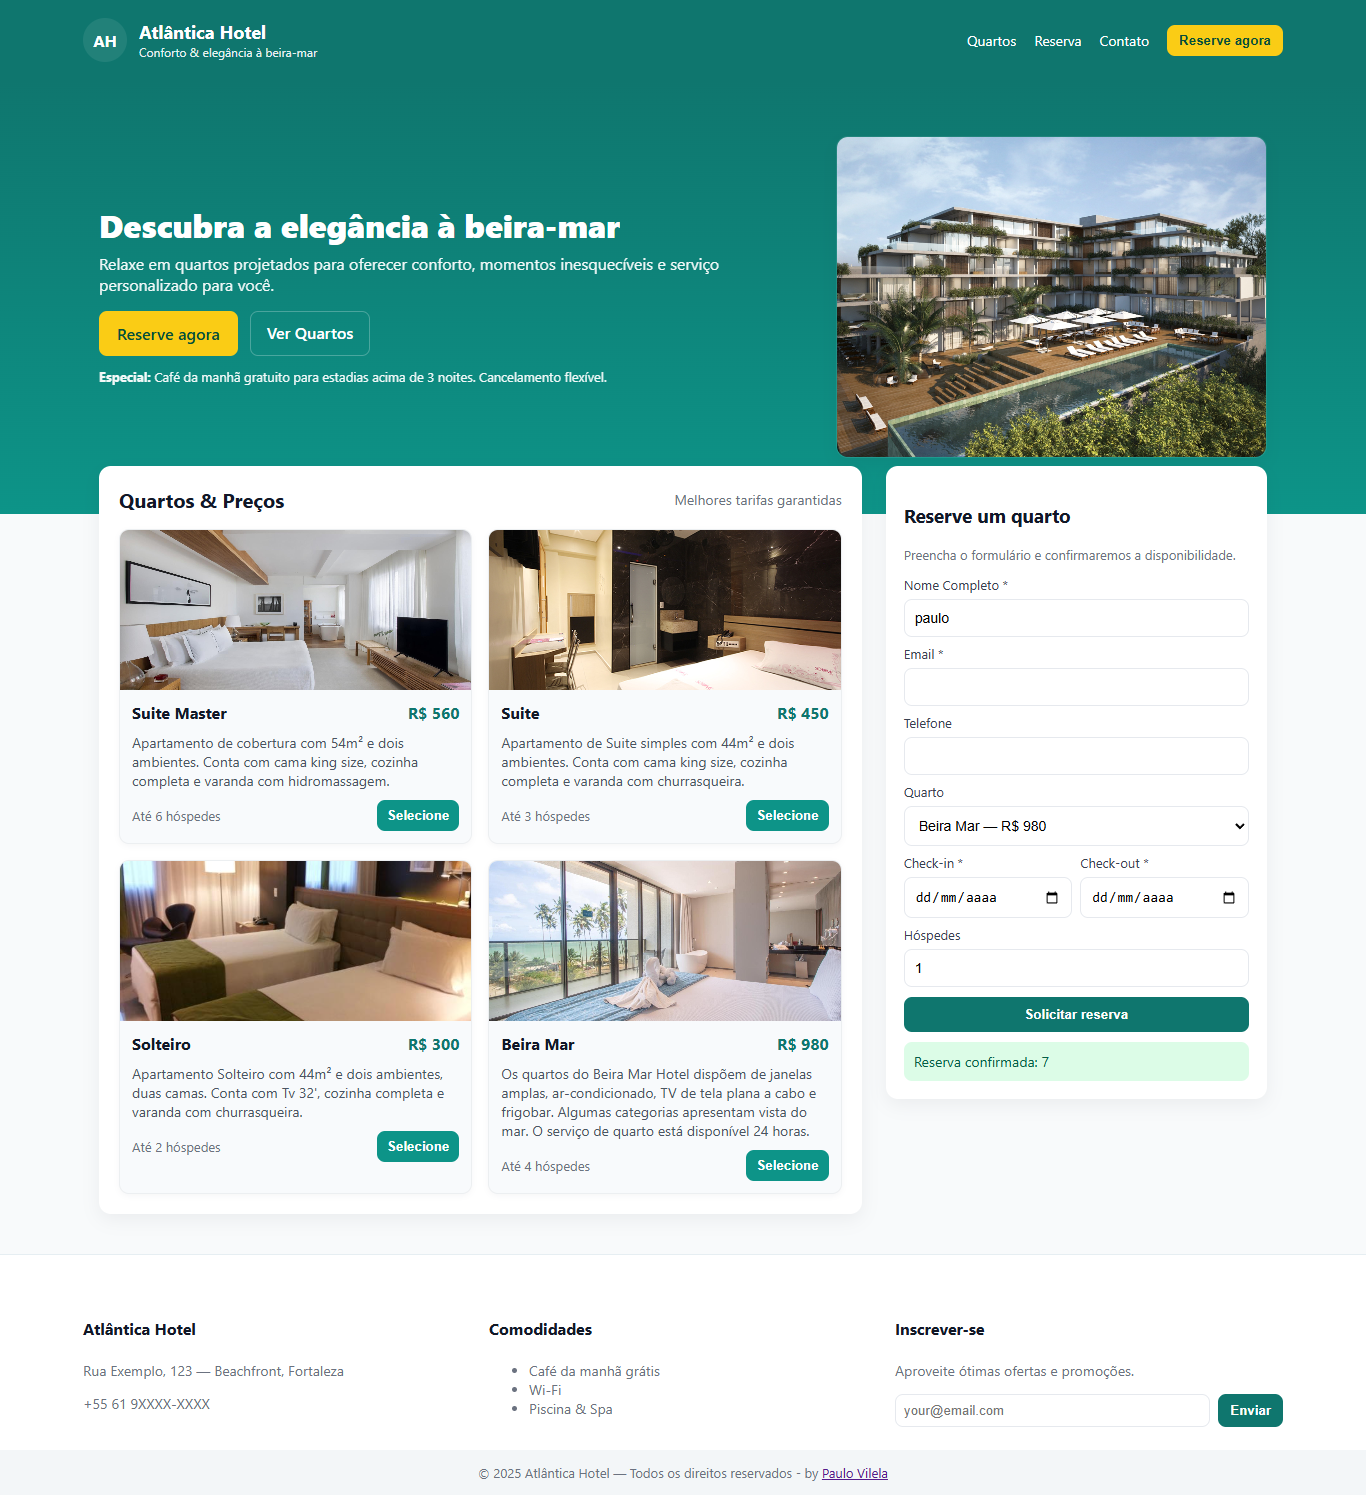 AH
Atlântica Hotel
Conforto & elegância à beira-mar
Quartos
Reserva
Contato
Reserve agora
Descubra a elegância à beira-mar
Relaxe em quartos projetados para oferecer conforto, momentos inesquecíveis e serviço
personalizado para você.
Reserve agora
Ver Quartos
Especial: Café da manhã gratuito para estadias acima de 3 noites. Cancelamento flexível.
Quartos & Preços
Melhores tarifas garantidas
Suite Master
R$ 560
Apartamento de cobertura com 54m² e dois
ambientes. Conta com cama king size, cozinha
completa e varanda com hidromassagem.
Até 6 hóspedes
Selecione
Suite
R$ 450
Apartamento de Suite simples com 44m² e dois
ambientes. Conta com cama king size, cozinha
completa e varanda com churrasqueira.
Até 3 hóspedes
Selecione
Solteiro
R$ 300
Apartamento Solteiro com 44m² e dois ambientes,
duas camas. Conta com Tv 32', cozinha completa e
varanda com churrasqueira.
Até 2 hóspedes
Selecione
Beira Mar
R$ 980
Os quartos do Beira Mar Hotel dispõem de janelas
amplas, ar-condicionado, TV de tela plana a cabo e
frigobar. Algumas categorias apresentam vista do
mar. O serviço de quarto está disponível 24 horas.
Até 4 hóspedes
Selecione
Reserve um quarto
Preencha o formulário e confirmaremos a disponibilidade.
Nome Completo *
paulo
Email *
Telefone
Quarto
Beira Mar — R$ 980
Check-in *
Check-out *
dd/mm/aaaa
dd/mm/aaaa
Hóspedes
1
Solicitar reserva
Reserva confirmada: 7
Atlântica Hotel
Rua Exemplo, 123 — Beachfront, Fortaleza
+55 61 9XXXX-XXXX
Comodidades
• Café da manhã grátis
• Wi-Fi
• Piscina & Spa
Inscrever-se
Aproveite ótimas ofertas e promoções.
your@email.com
Enviar
© 2025 Atlântica Hotel — Todos os direitos reservados - by Paulo Vilela